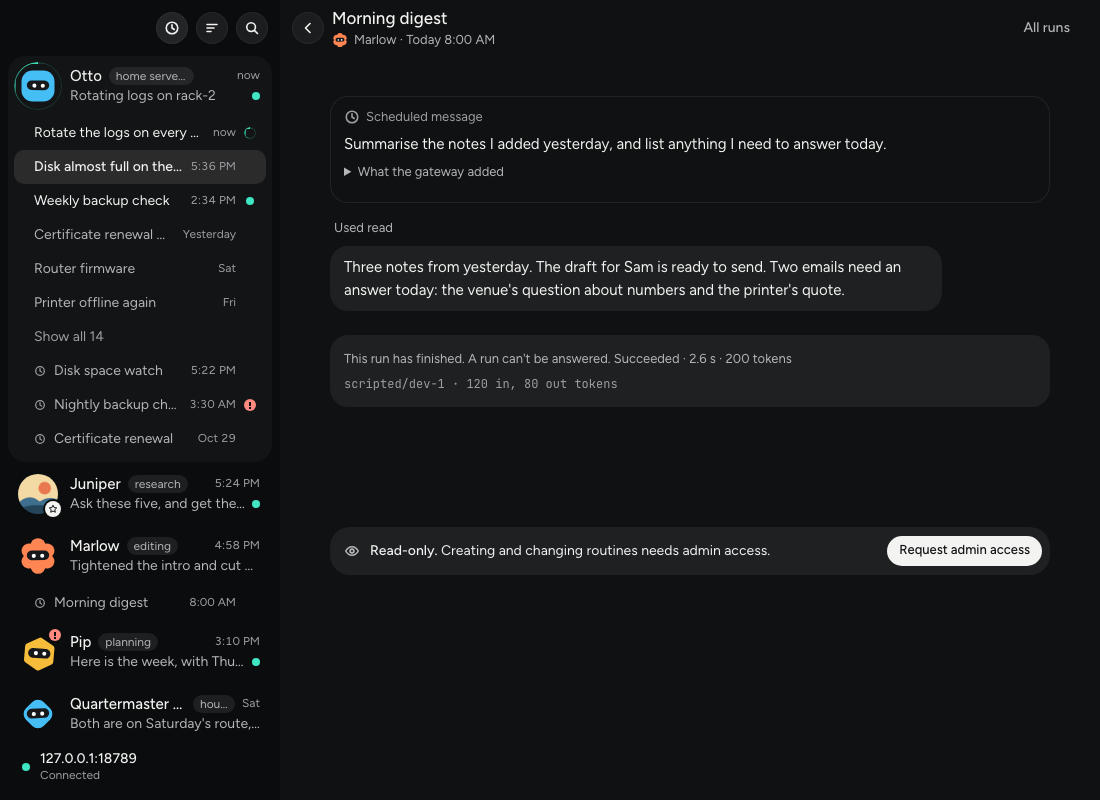 Otto
home serve…
now
Rotating logs on rack-2
Rotate the logs on every …
now
Disk almost full on the…
5:36 PM
Weekly backup check
2:34 PM
Certificate renewal …
Yesterday
Router firmware
Sat
Printer offline again
Fri
Show all 14
Disk space watch
5:22 PM
Nightly backup ch…
3:30 AM
Certificate renewal
Oct 29
Juniper
research
5:24 PM
Ask these five, and get the…
Marlow
editing
4:58 PM
Tightened the intro and cut …
Morning digest
8:00 AM
Pip
planning
3:10 PM
Here is the week, with Thu…
Quartermaster …
hou…
Sat
Both are on Saturday's route,…
127.0.0.1:18789
Connected
Morning digest
Marlow · Today 8:00 AM
All runs
Scheduled message
Summarise the notes I added yesterday, and list anything I need to answer today.
What the gateway added
Used read
Three notes from yesterday. The draft for Sam is ready to send. Two emails need an
answer today: the venue's question about numbers and the printer's quote.
This run has finished. A run can't be answered. Succeeded · 2.6 s · 200 tokens
scripted/dev-1 · 120 in, 80 out tokens
Read-only. Creating and changing routines needs admin access.
Request admin access